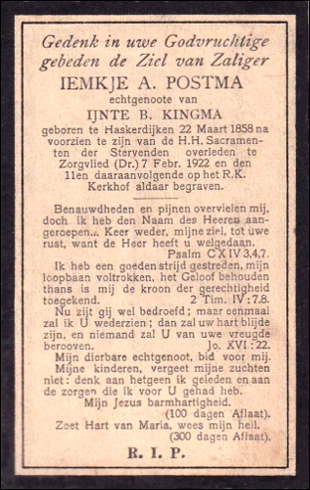 Gedenk in uwe Godvruchtige
gebeden de Ziel van Zaliger
IEMKJE A. POSTMA
echtgenoote van
IJNTE B. KINGMA
geboren te Haskerdijken 22 Maart 1858 na
voorzien te zijn van de H.H. Sacramen-
ten der Stervenden overleden te
Zorgvlied (Dr.) 7 Febr. 1922 en den
11en daaraanvolgende op het R.K.
Kerkhof aldaar begraven.
Benauwdheden en pijnen overvielen mij,
doch ik heb den Naam des Heeren aan-
geroepen... Keer weder, mijne ziel, tot uwe
rust, want de Heer heeft u welgedaan.
Psalm CXIV 3,4,7.
Ik heb een goeden strijd gestreden, mijn
loopbaan voltrokken, het Geloof behouden
thans is mij de kroon der gerechtigheid
toegekend. 2 Tim. IV: 7.8.
Nu zijt gij wel bedroefd; maar eenmaal
zal ik U wederzien; dan zal uw hart blijde
zijn, en niemand zal U van uwe vreugde
berooven. Jo. XVI: 22.
Mijn dierbare echtgenoot, bid voor mij.
Mijne kinderen, vergeet mijne zuchten
niet: denk aan hetgeen ik geleden en aan
de zorgen die ik voor U gehad heb.
Mijn Jezus barmhartigheid.
(100 dagen Aflaat).
Zoet Hart van Maria, wees mijn heil.
(300 dagen Aflaat).
R. I. P.